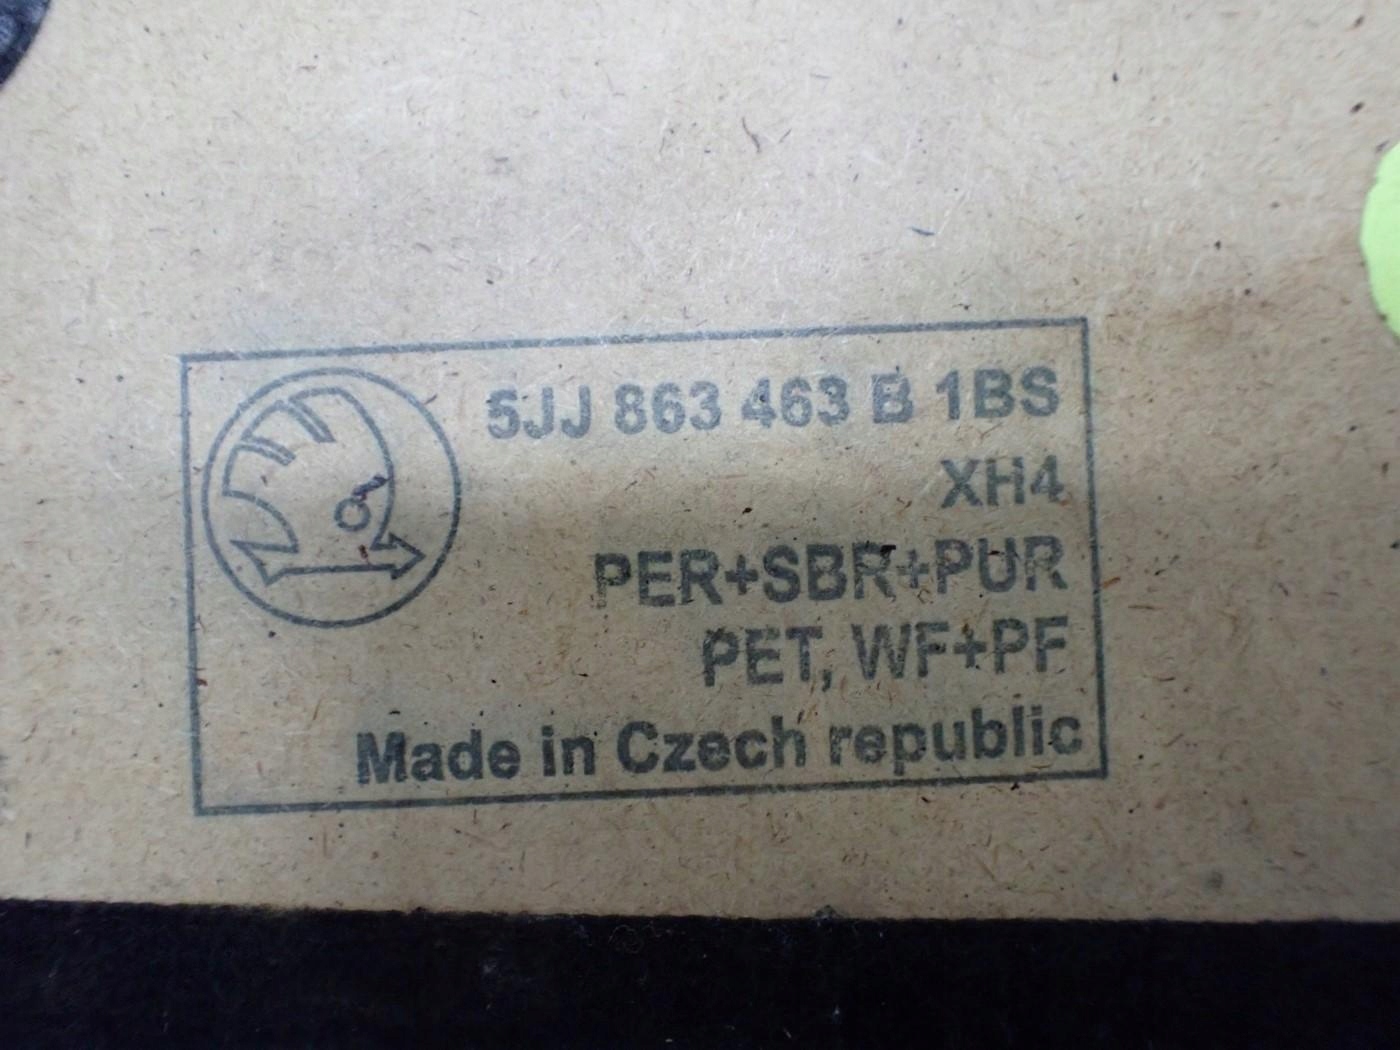 5JJ 863 463 B 1BS
XH4
PER+SBR+PUR
PET, WF+PF
Made in Czech republic